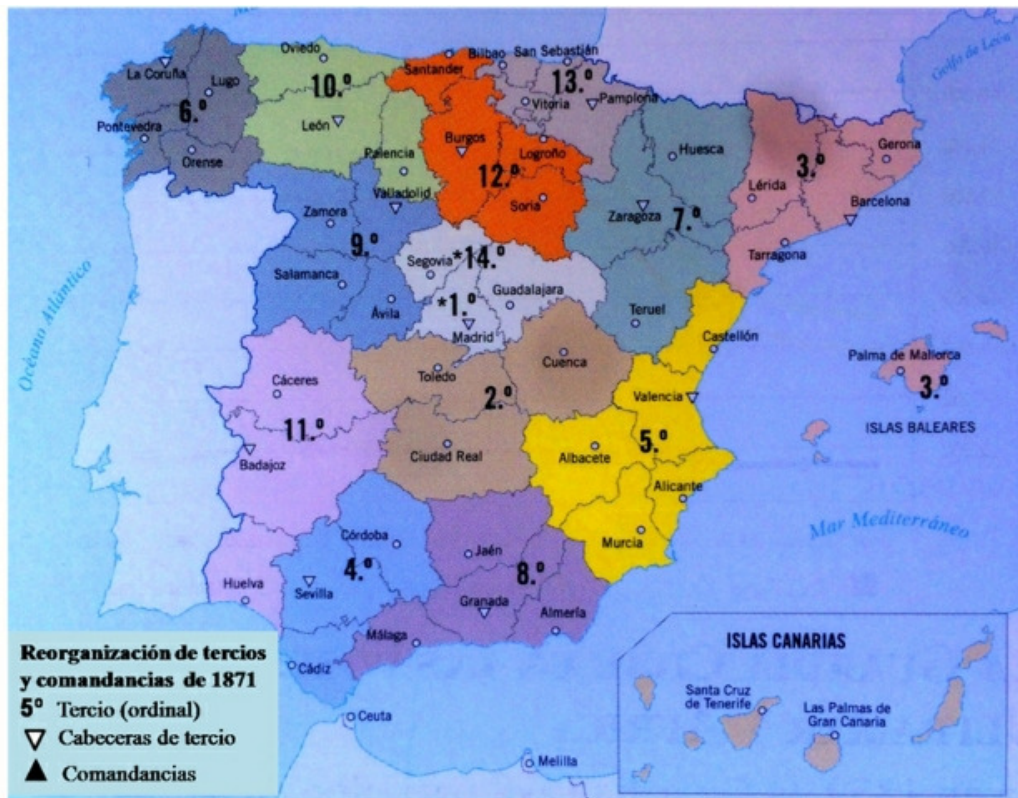 Golfo de León
Oviedo
Bilbao
San Sebastián
La Coruña
Santander
Lugo
10.º
13.º
Vitoria
Pamplona
6.º
León
Pontevedra
Burgos
Huesca
Gerona
Orense
Palencia
Logroño
3.º
Valladolid
12.º
Lérida
Soria
Zaragoza
7.º
Barcelona
Zamora
9.º
Tarragona
Segovia
*14.º
Salamanca
Guadalajara
Ávila
*1.º
Madrid
Teruel
Océano Atlántico
Castellón
Cuenca
Palma de Mallorca
Toledo
Cáceres
2.º
Valencia
3.º
11.º
ISLAS BALEARES
Badajoz
Ciudad Real
Albacete
5.º
Alicante
Mar Mediterráneo
Córdoba
Jaén
Murcia
4.º
8.º
Huelva
Sevilla
Granada
Almería
Málaga
Cádiz
Ceuta
Melilla
ISLAS CANARIAS
Santa Cruz
de Tenerife
Las Palmas de
Gran Canaria
Reorganización de tercios
y comandancias de 1871
5º Tercio (ordinal)
Cabeceras de tercio
Comandancias